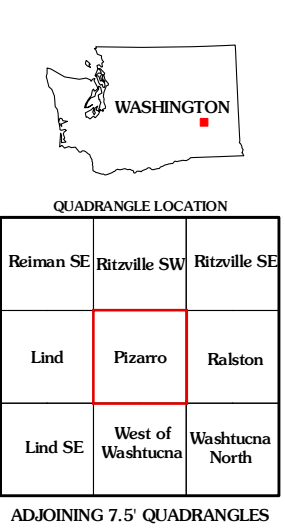 WASHINGTON
QUADRANGLE LOCATION
Reiman SE Ritzville SW Ritzville SE
Lind Pizarro Ralston
Lind SE West of Washtucna Washtucna North
ADJOINING 7.5' QUADRANGLES